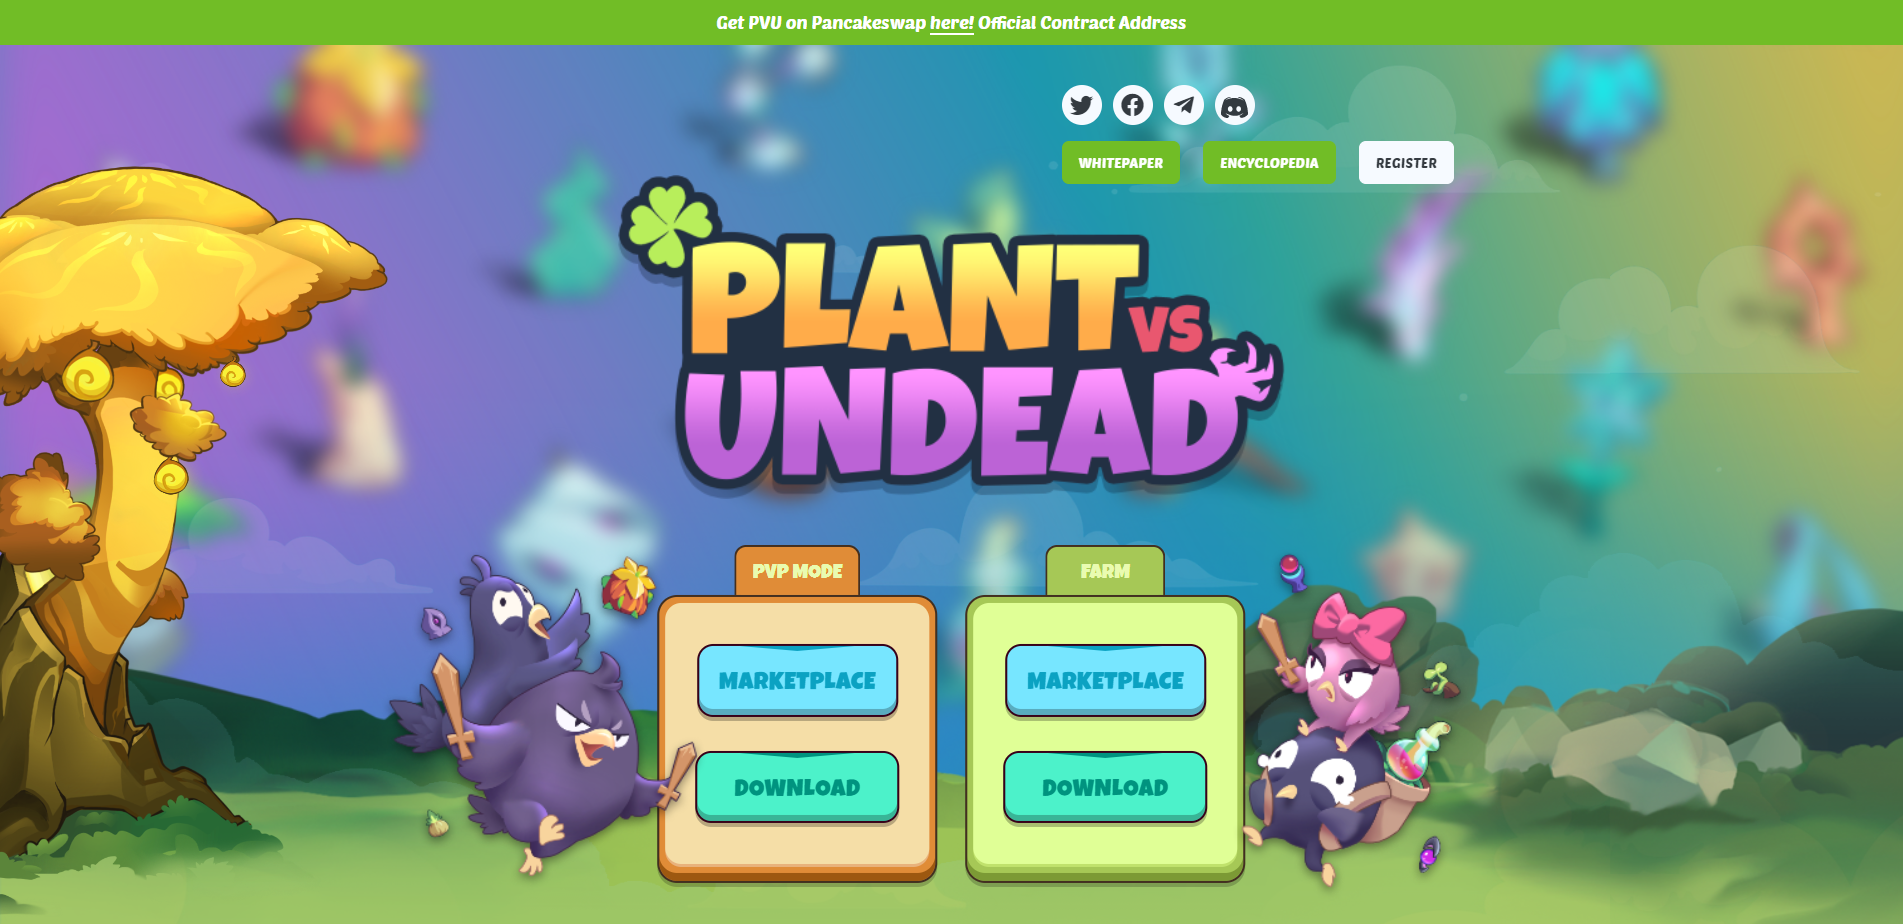 Get PVU on Pancakeswap here! Official Contract Address
WHITEPAPER
ENCYCLOPEDIA
REGISTER
PLANT
VS
UNDEAD
PVP MODE
FARM
MARKETPLACE
MARKETPLACE
DOWNLOAD
DOWNLOAD